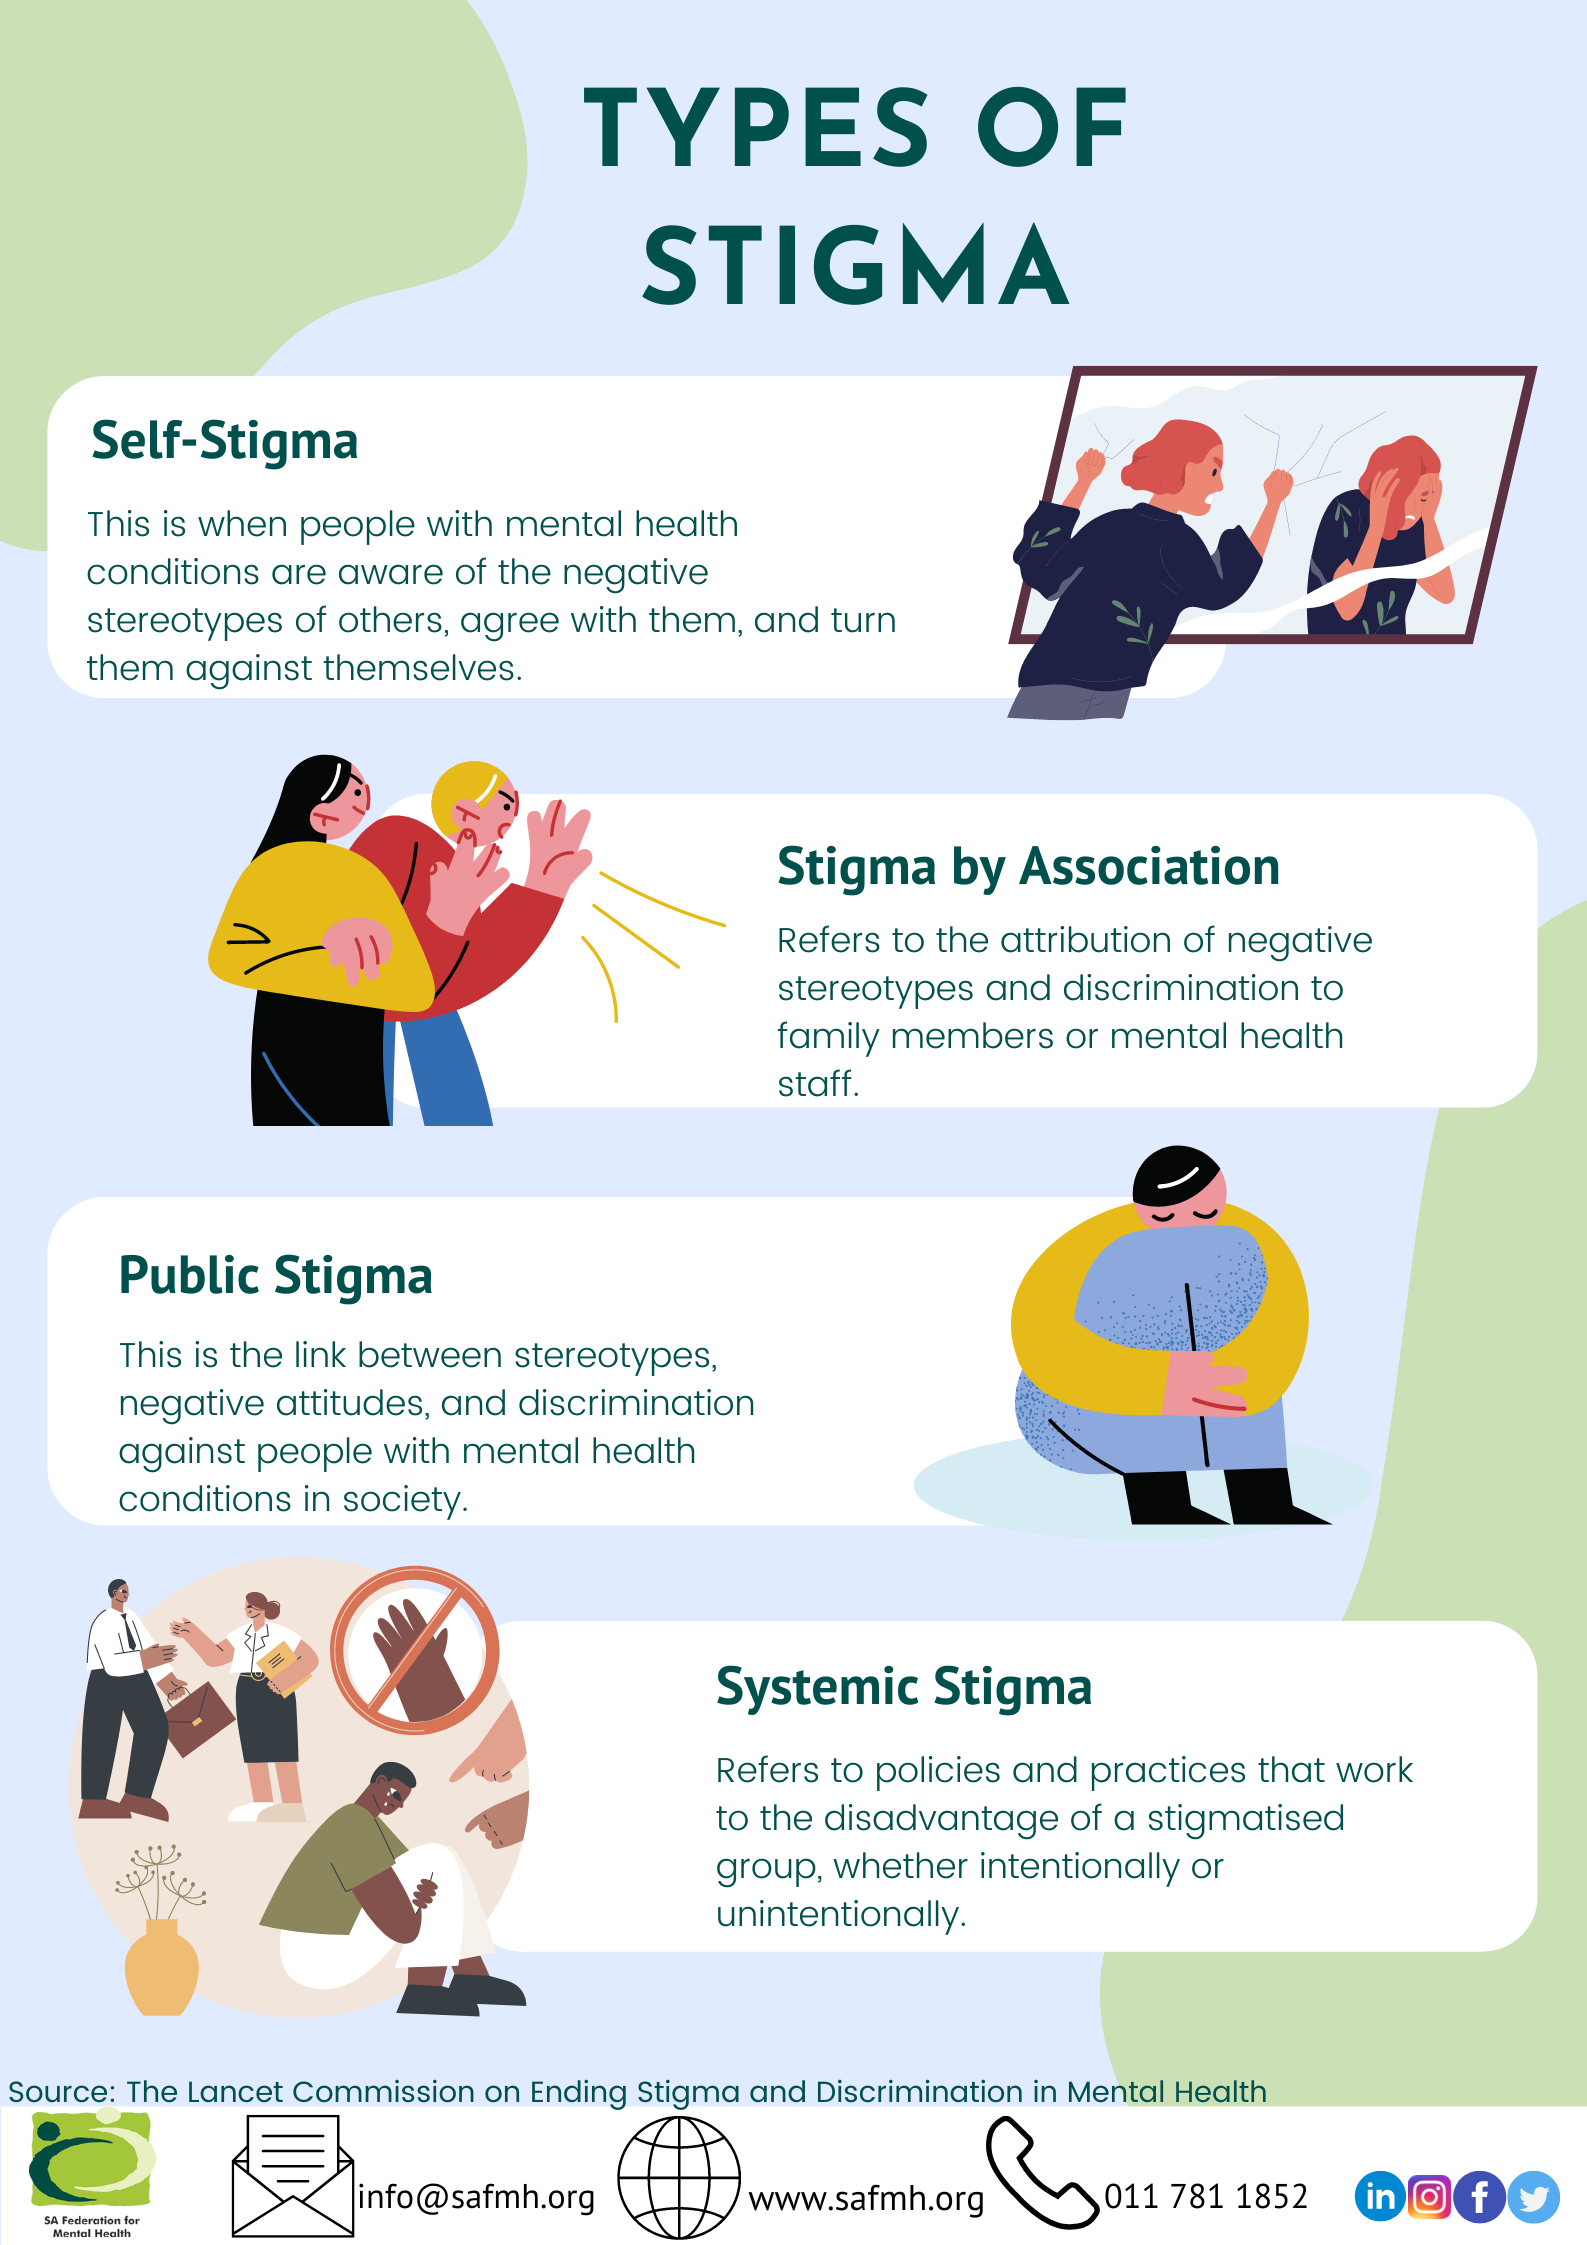 TYPES OF
STIGMA
Self-Stigma
This is when people with mental health
conditions are aware of the negative
stereotypes of others, agree with them, and turn
them against themselves.
Stigma by Association
Refers to the attribution of negative
stereotypes and discrimination to
family members or mental health
staff.
Public Stigma
This is the link between stereotypes,
negative attitudes, and discrimination
against people with mental health
conditions in society.
Systemic Stigma
Refers to policies and practices that work
to the disadvantage of a stigmatised
group, whether intentionally or
unintentionally.
Source: The Lancet Commission on Ending Stigma and Discrimination in Mental Health
SA Federation for
Mental Health
info@safmh.org
www.safmh.org
011 781 1852
in
f